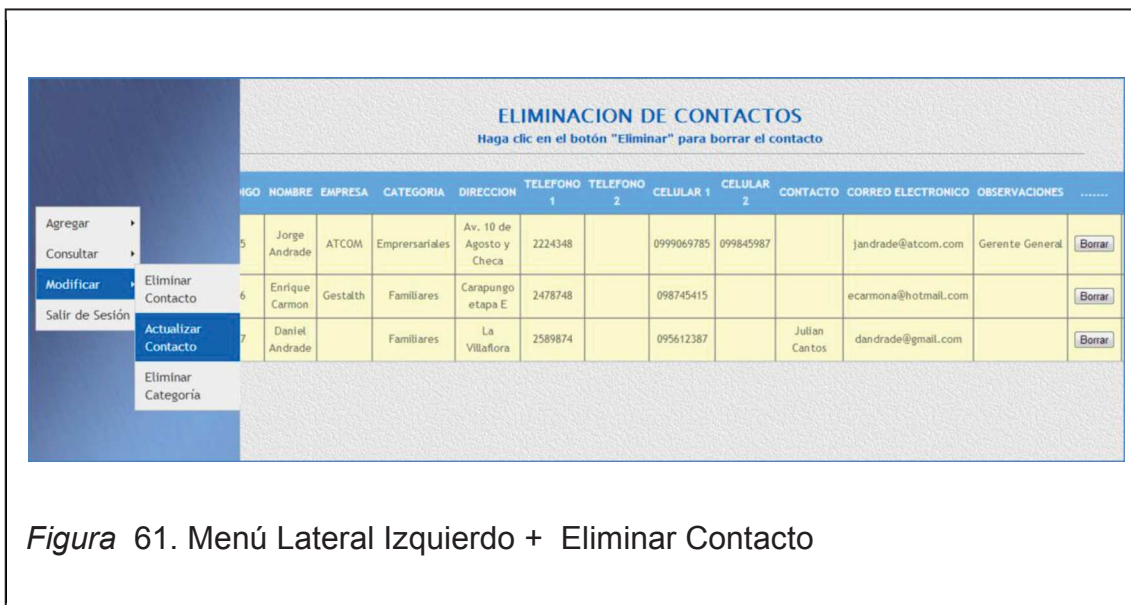 ELIMINACION DE CONTACTOS
Haga clic en el botón "Eliminar" para borrar el contacto
IGO NOMBRE EMPRESA CATEGORIA DIRECCION TELEFONO 1 TELEFONO 2 CELULAR 1 CELULAR 2 CONTACTO CORREO ELECTRONICO OBSERVACIONES .......
5 Jorge Andrade ATCOM Emprersariales Av. 10 de Agosto y Checa 2224348 0999069785 099845987 jandrade@atcom.com Gerente General Borrar
6 Enrique Carmon Gestalth Familiares Carapungo etapa E 2478748 098745415 ecarmona@hotmail.com Borrar
7 Daniel Andrade Familiares La Villaflora 2589874 095612387 Julian Cantos dandrade@gmail.com Borrar
Agregar
Consultar
Modificar
Salir de Sesión
Eliminar
Contacto
Actualizar
Contacto
Eliminar
Categoría
Figura 61. Menú Lateral Izquierdo + Eliminar Contacto